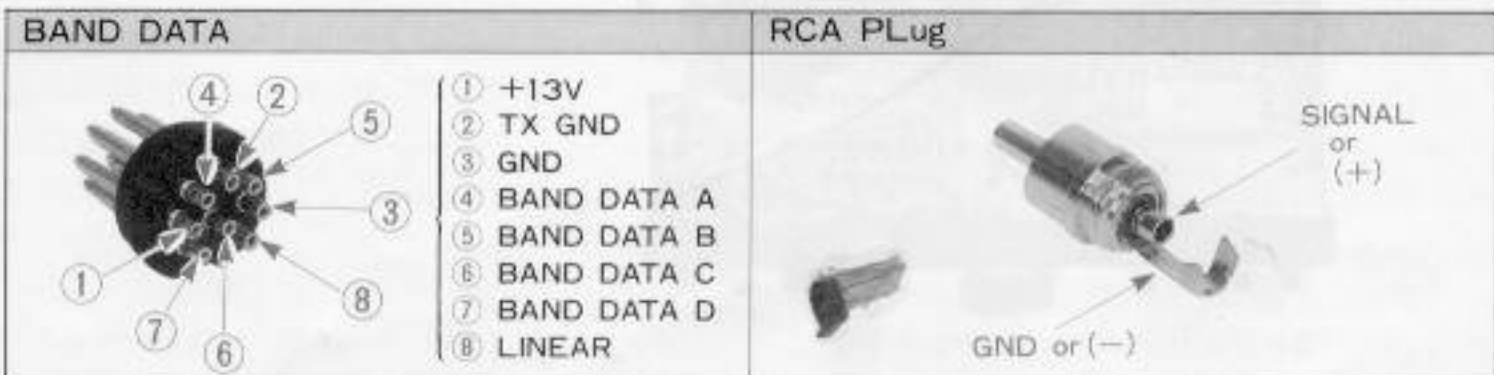 BAND DATA
④ ② ⑤ ③ ① ⑧ ⑦ ⑥
① +13V
② TX GND
③ GND
④ BAND DATA A
⑤ BAND DATA B
⑥ BAND DATA C
⑦ BAND DATA D
⑧ LINEAR
RCA PLug
SIGNAL
or
(+)
GND or (−)